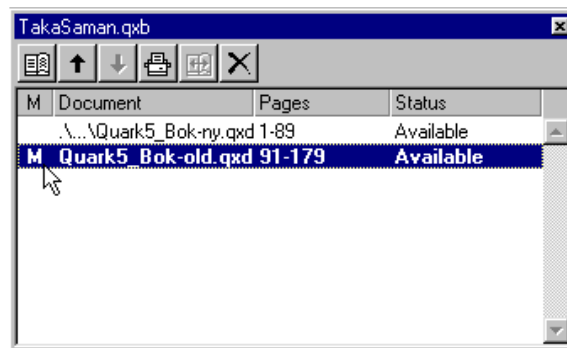 TakaSaman.qxb
M Document Pages Status
.\...\Quark5_Bok-ny.qxd 1-89 Available
M Quark5_Bok-old.qxd 91-179 Available